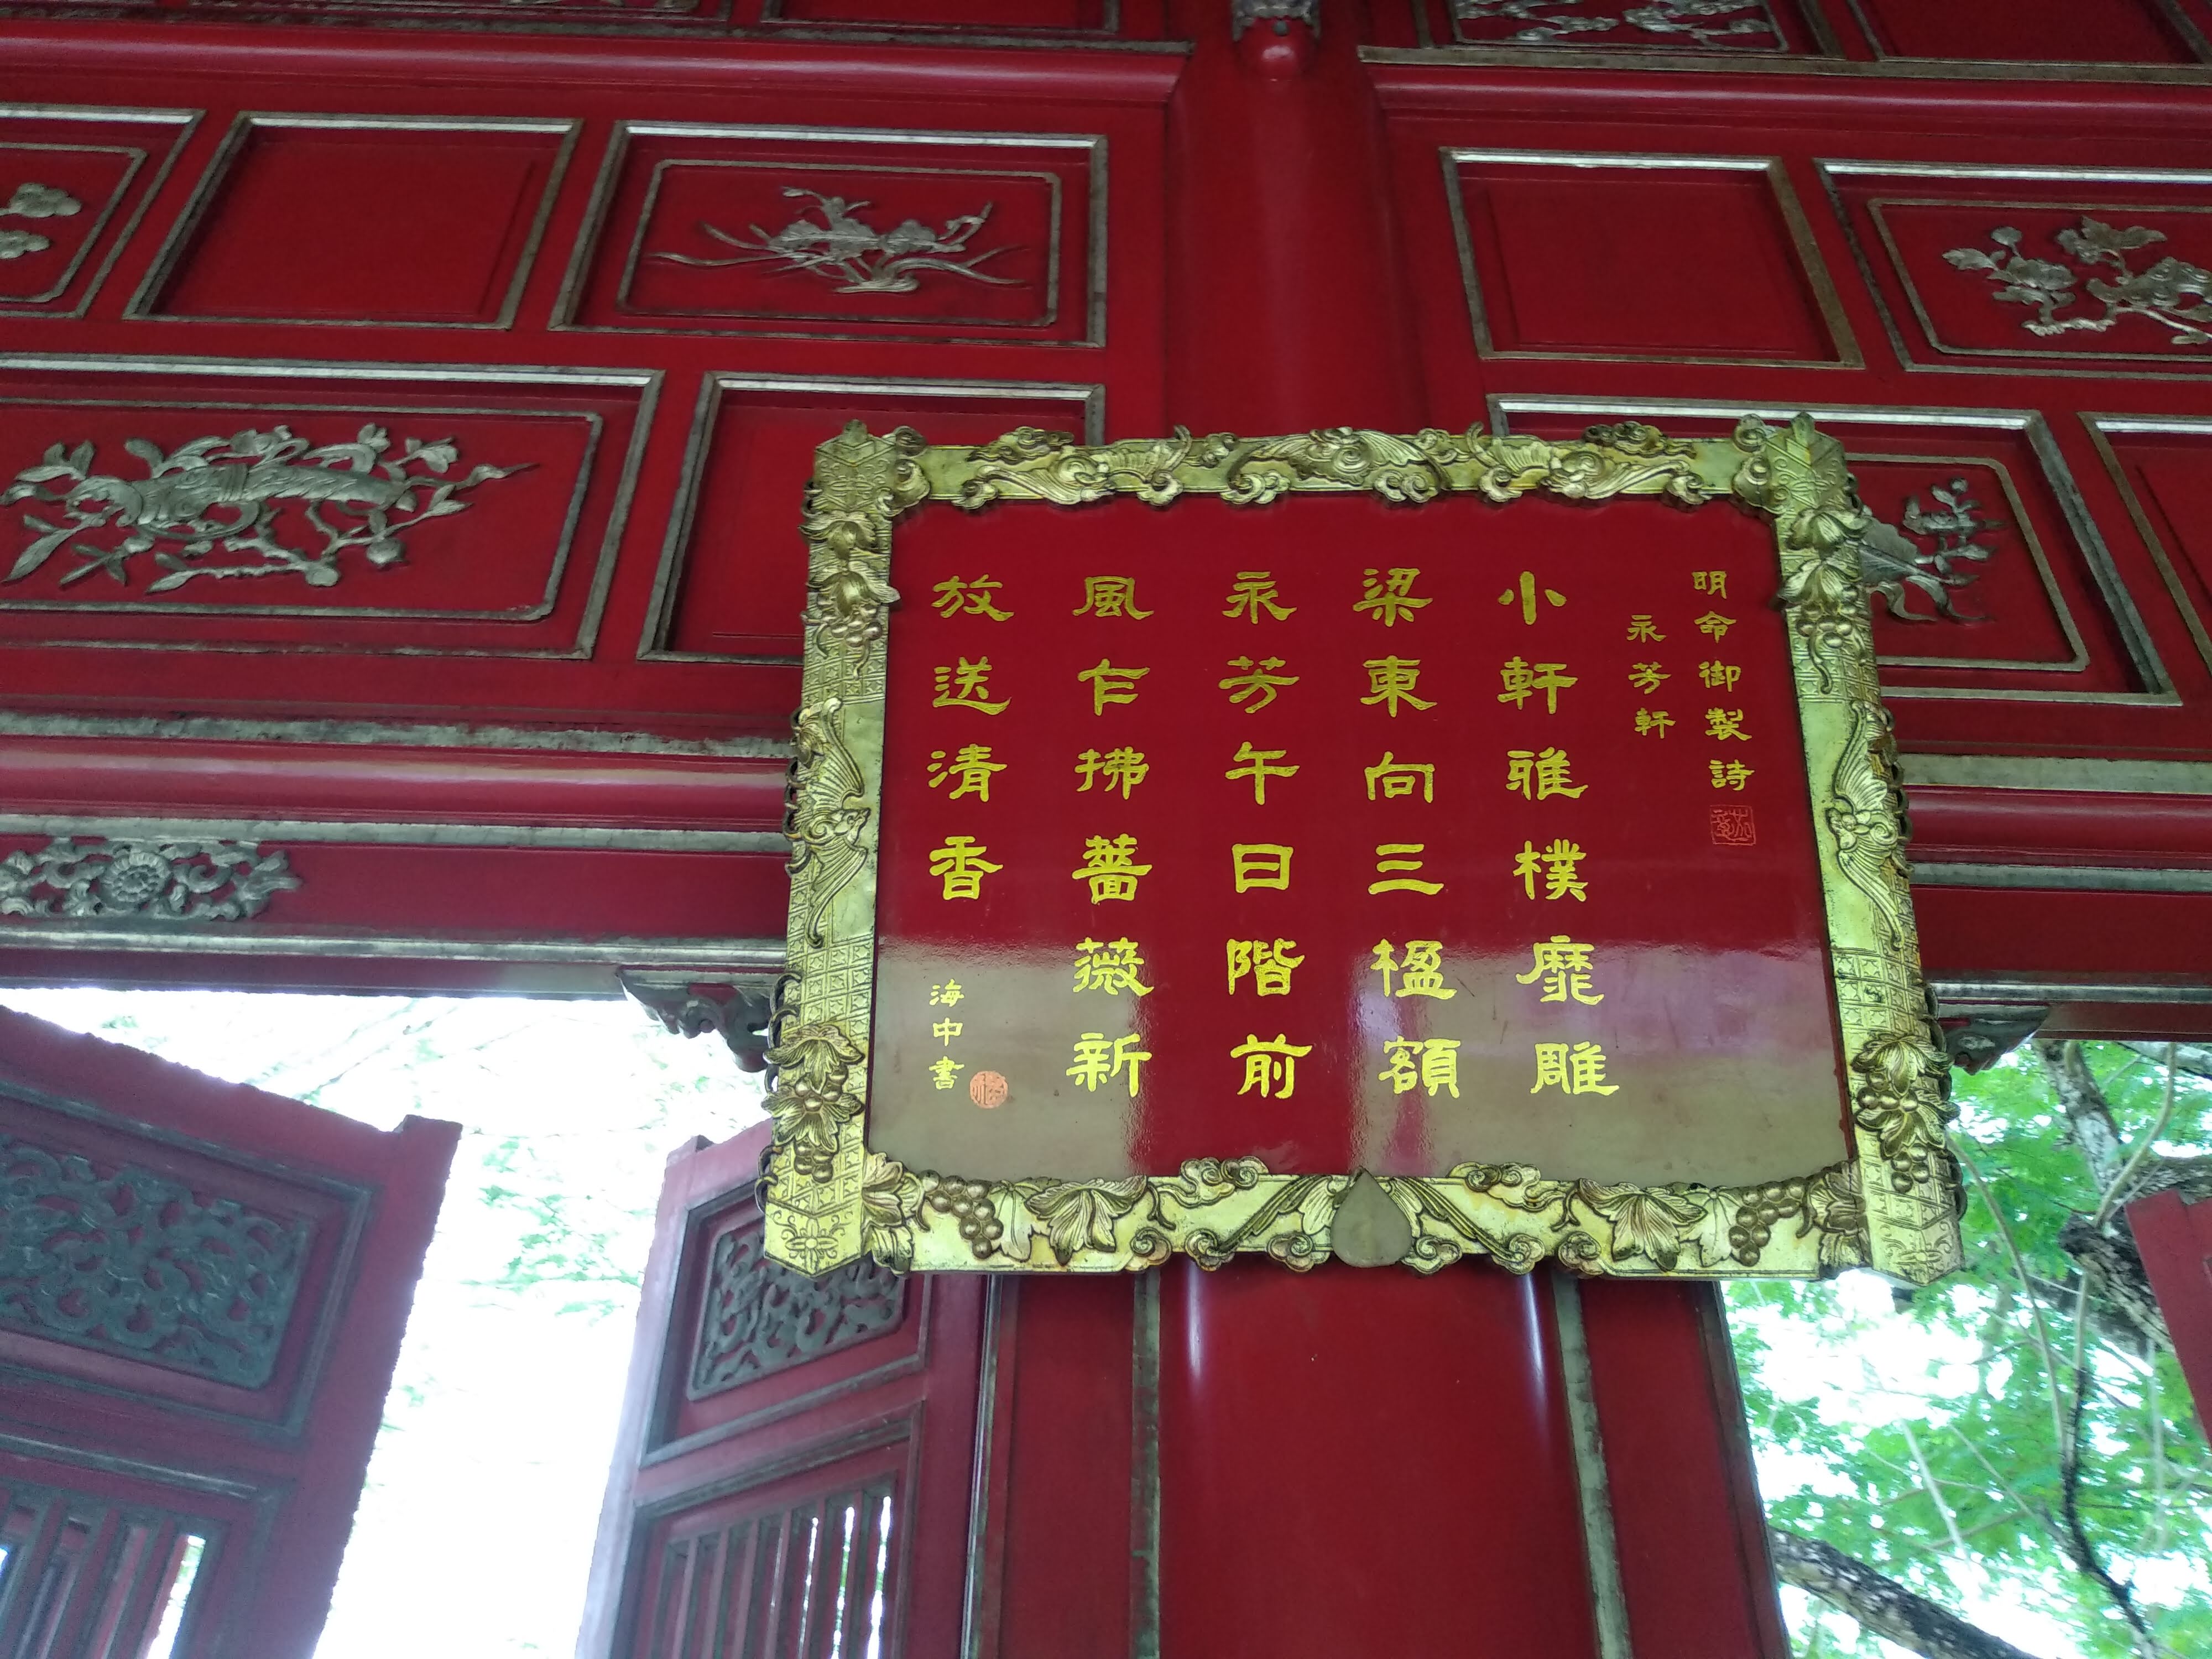 明命御製詩
永芳軒
小軒雅樸靡雕
梁東向三楹額
永芳午日階前
風乍拂薔薇新
放送清香
海中書